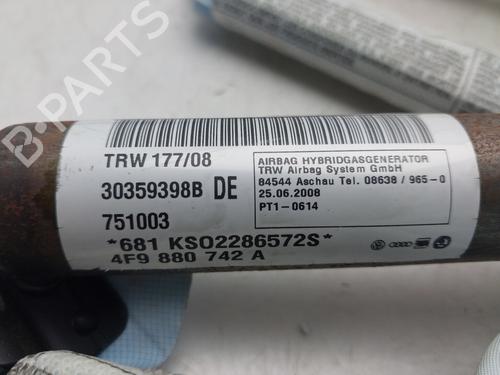 TRW 177/08
30359398B DE
751003
*681 KS02286572S*
4F9 880 742 A
AIRBAG HYBRIDGASGENERATOR
TRW Airbag System GmbH
84544 Aschau Tel. 08638 / 965-0
25.06.2008
PT1-0614
B-PARTS